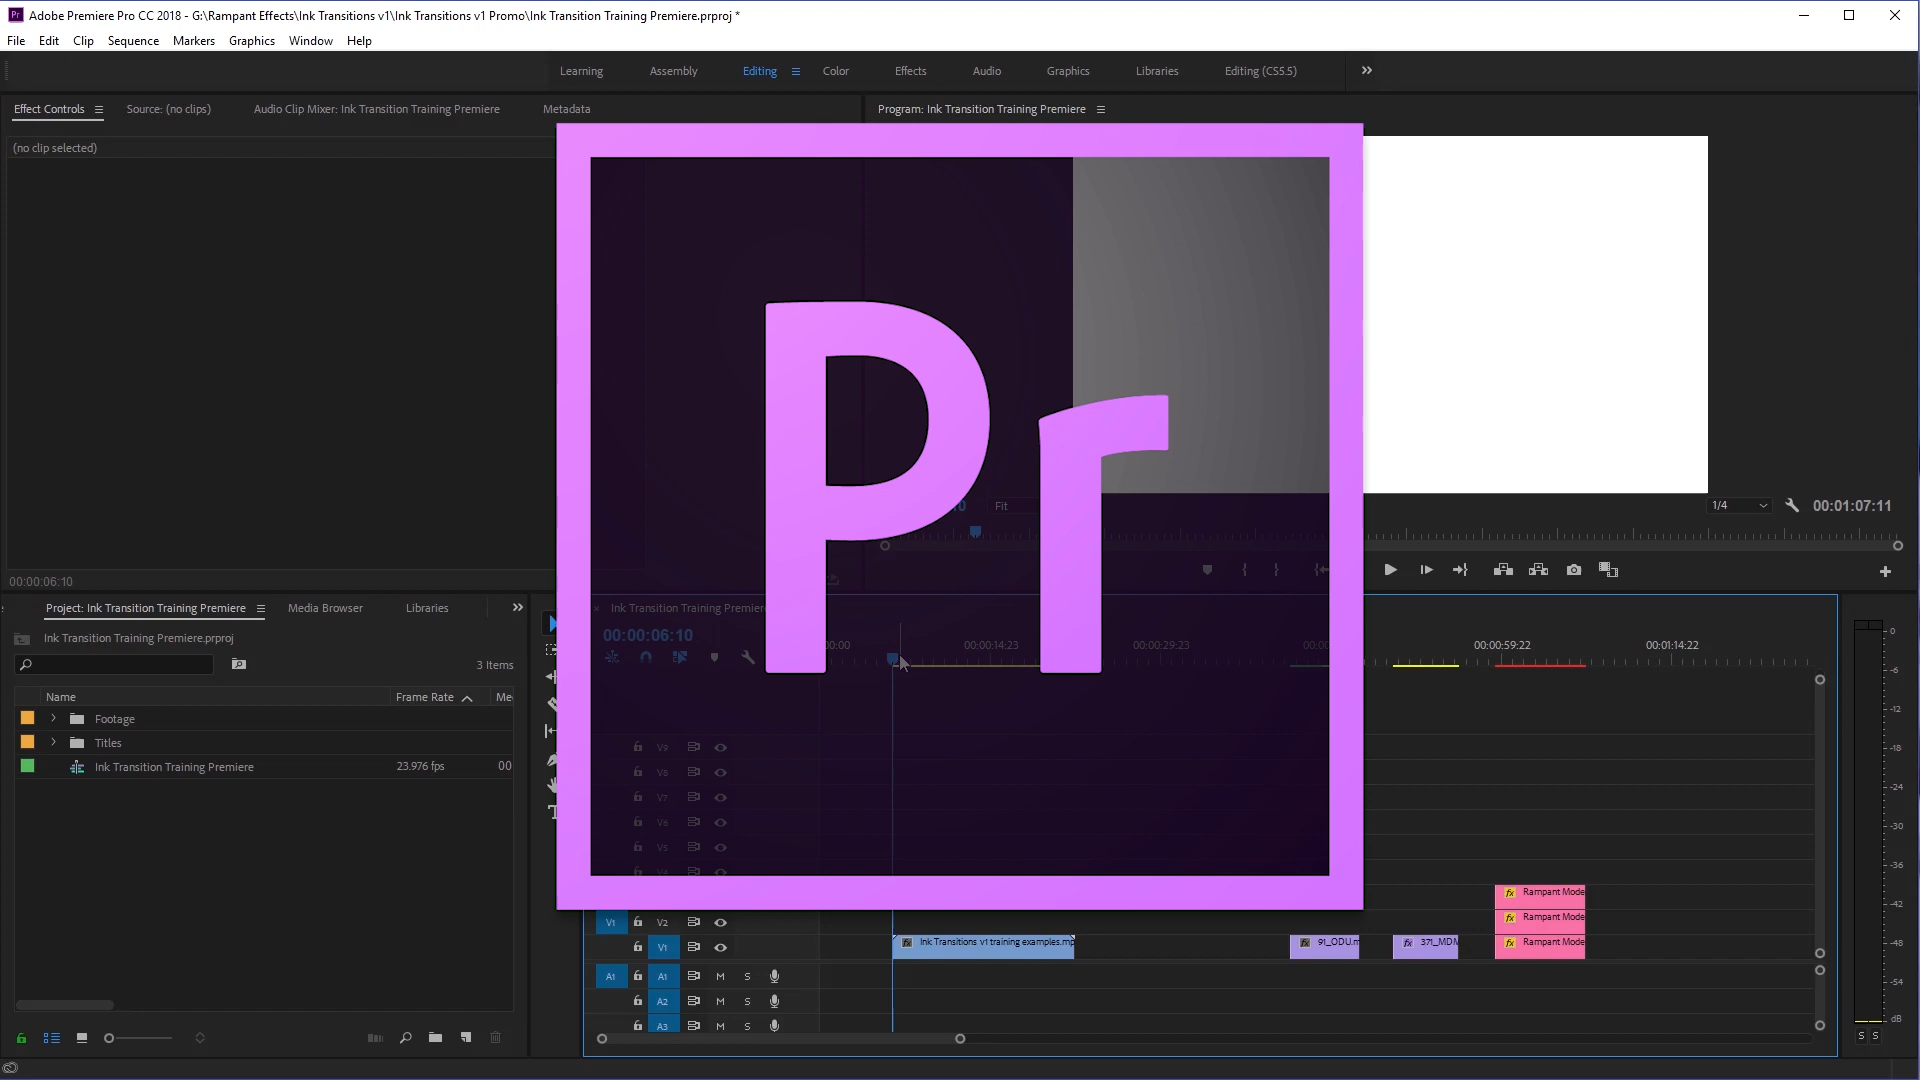 Pr Adobe Premiere Pro CC 2018 - G:\Rampant Effects\Ink Transitions v1\Ink Transitions v1 Promo\Ink Transition Training Premiere.prproj *
File Edit Clip Sequence Markers Graphics Window Help
Learning Assembly Editing Color Effects Audio Graphics Libraries Editing (CS5.5)
Effect Controls Source: (no clips) Audio Clip Mixer: Ink Transition Training Premiere Metadata Program: Ink Transition Training Premiere
(no clip selected)
Pr
Fit 1/4 00:01:07:11
00:00:06:10
Project: Ink Transition Training Premiere Media Browser Libraries Ink Transition Training Premiere
Ink Transition Training Premiere.prproj
00:00:06:10
00:00 00:00:14:23 00:00:29:23 00:00:59:22 00:01:14:22
3 Items
Name Frame Rate
Footage
Titles
Ink Transition Training Premiere 23.976 fps 00
V9
V8
V7
V6
V5
V4
fx Rampant Mode
V1 V2 fx Rampant Mode
V1 fx Ink Transitions v1 training examples.mp fx 91_ODU.m fx 371_MDM fx Rampant Mode
A1 A1 M S
A2 M S
A3 M S
0
-6
-12
-18
-24
-30
-36
-42
-48
-54
dB
S S